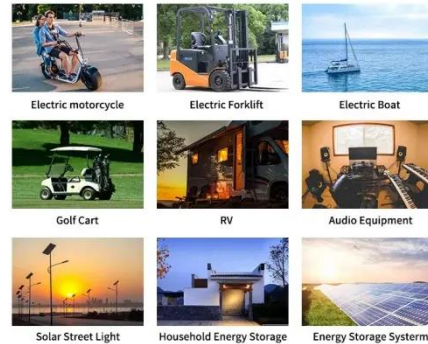 Electric motorcycle
Electric Forklift
Electric Boat
Golf Cart
RV
Audio Equipment
Solar Street Light
Household Energy Storage
Energy Storage Systerm